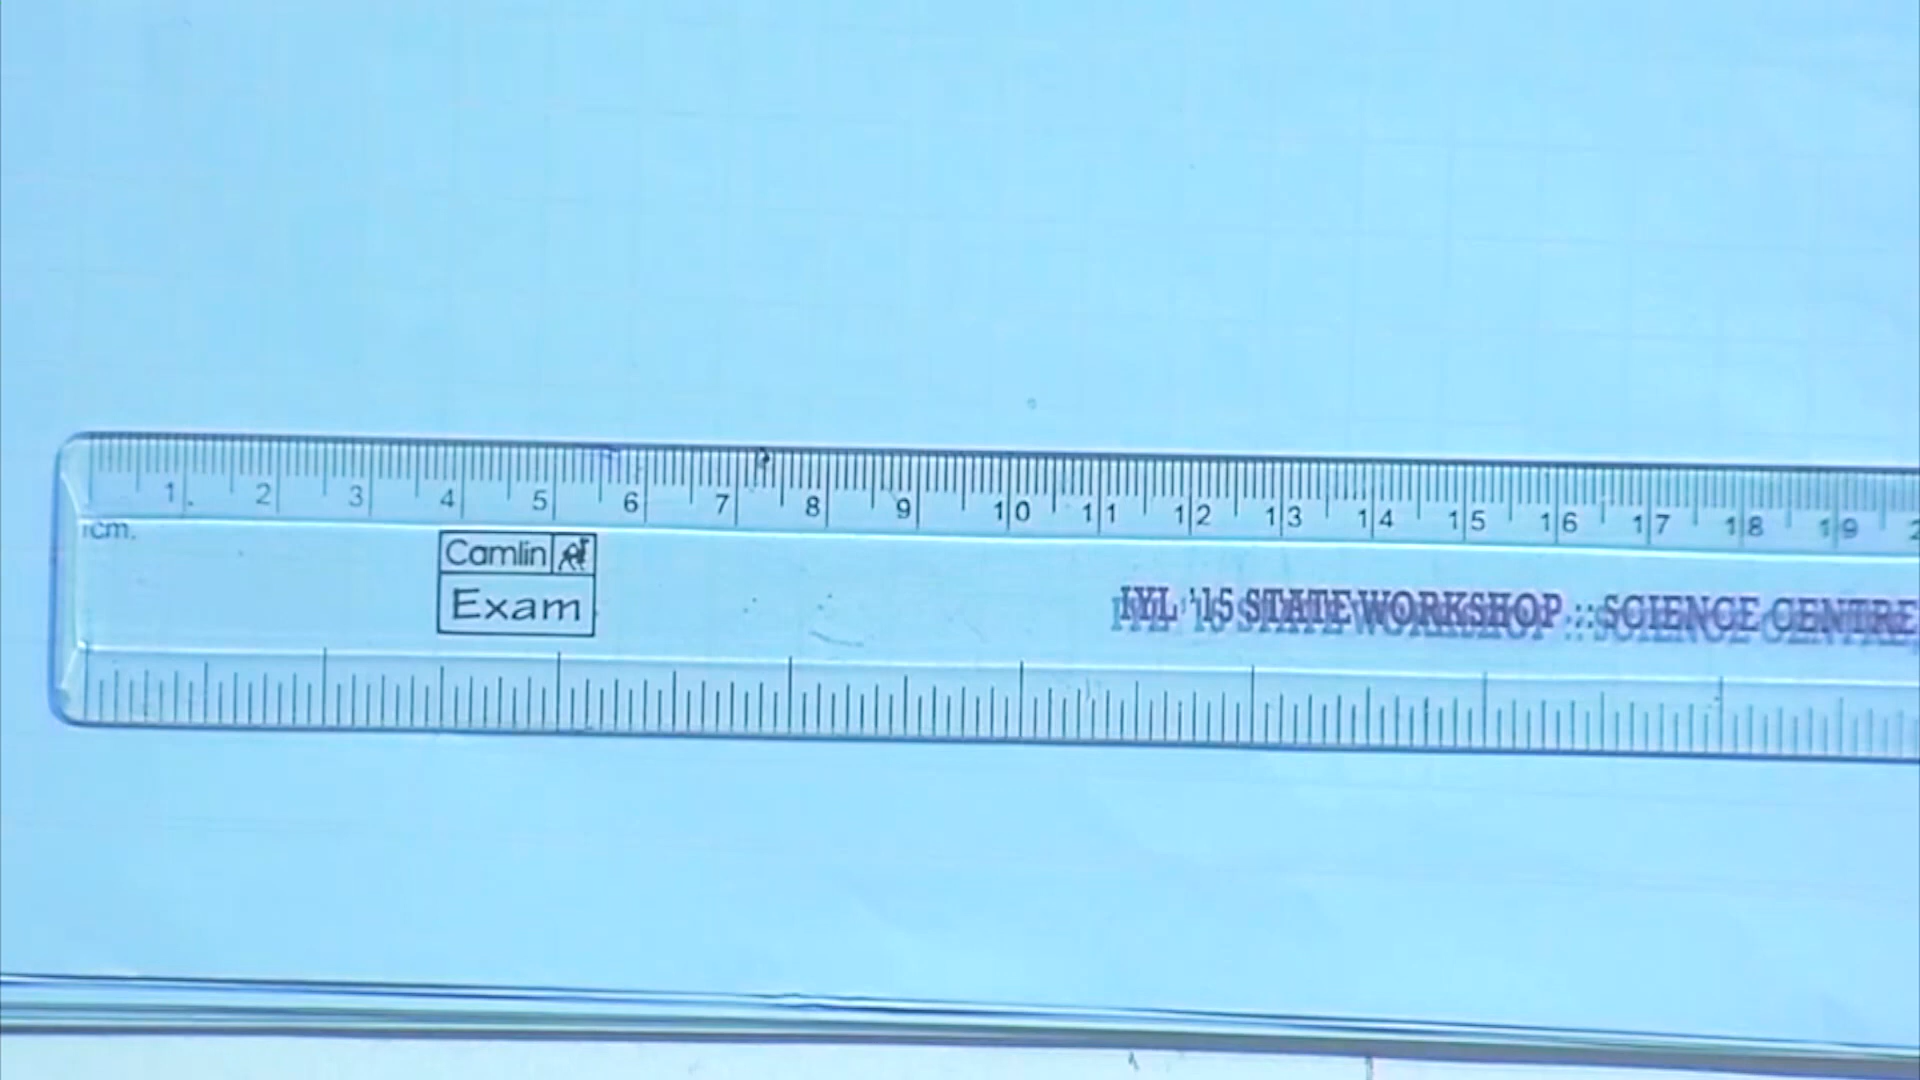 1 2 3 4 5 6 7 8 9 10 11 12 13 14 15 16 17 18 19
cm.
Camlin
Exam
IYL '15 STATE WORKSHOP :: SCIENCE CENTRE